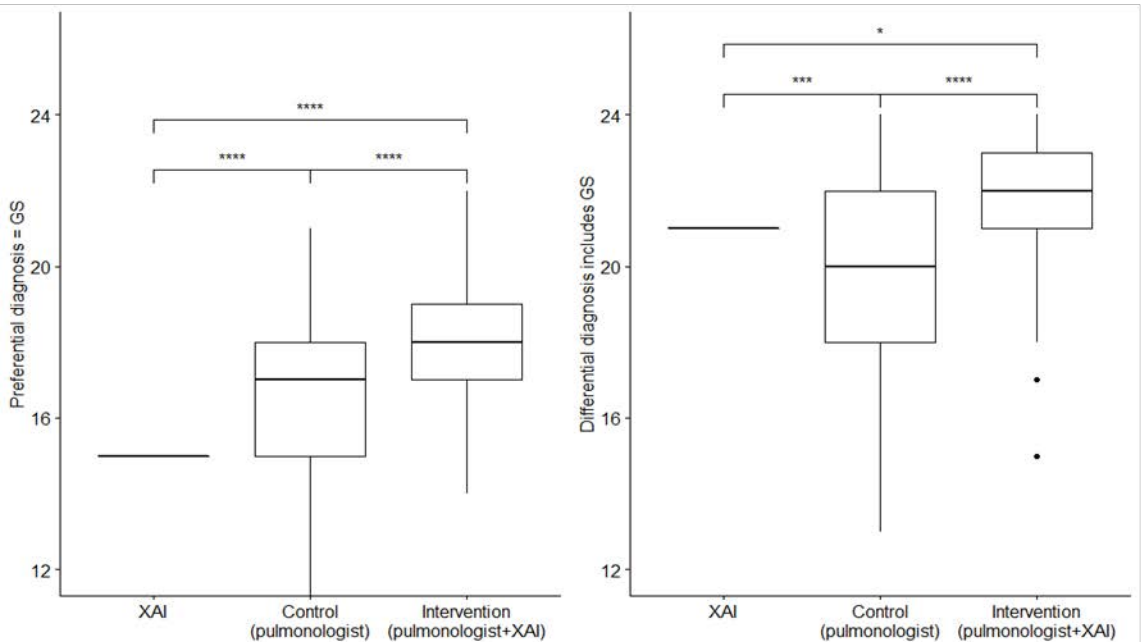 Preferential diagnosis = GS
24
20
16
12
****
****
****
XAI
Control
(pulmonologist)
Intervention
(pulmonologist+XAI)
Differential diagnosis includes GS
24
20
16
12
*
***
****
XAI
Control
(pulmonologist)
Intervention
(pulmonologist+XAI)